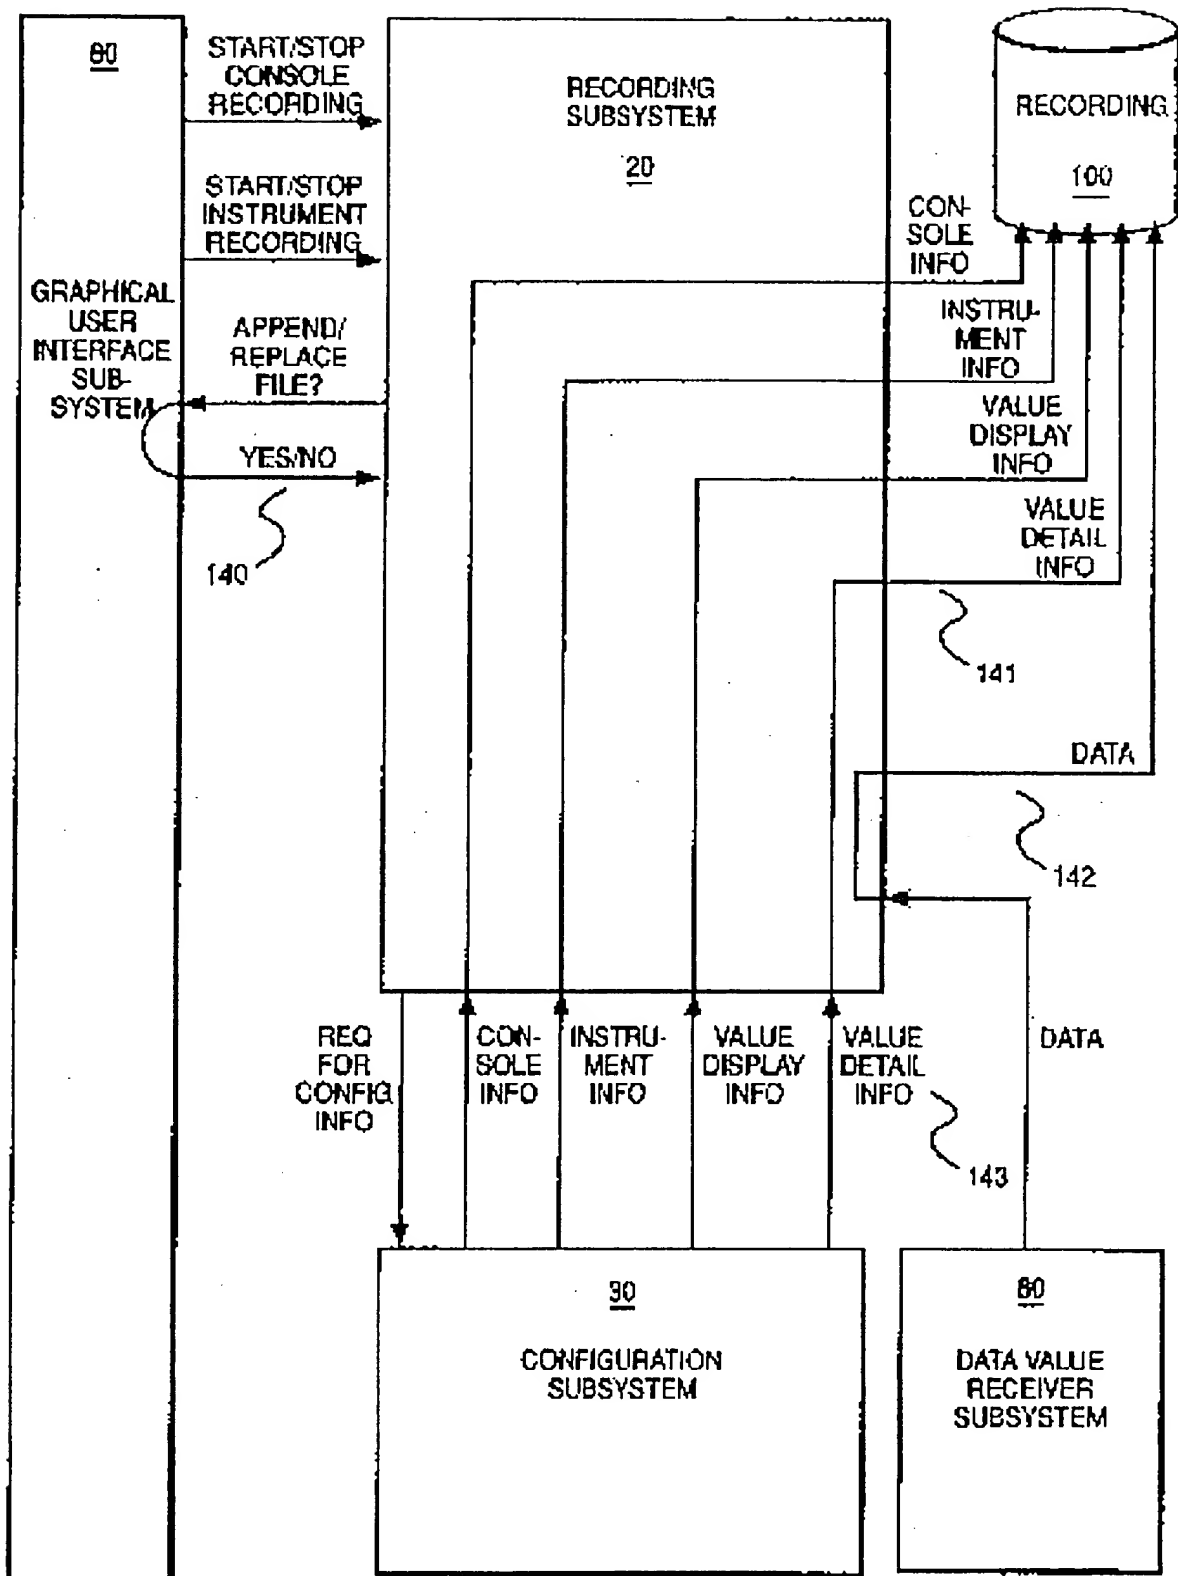 80
START/STOP
CONSOLE
RECORDING
START/STOP
INSTRUMENT
RECORDING
GRAPHICAL
USER
INTERFACE
SUB-
SYSTEM
APPEND/
REPLACE
FILE?
YES/NO
140
RECORDING
SUBSYSTEM
20
RECORDING
100
CON-
SOLE
INFO
INSTRU-
MENT
INFO
VALUE
DISPLAY
INFO
VALUE
DETAIL
INFO
141
DATA
142
REQ
FOR
CONFIG
INFO
CON-
SOLE
INFO
INSTRU-
MENT
INFO
VALUE
DISPLAY
INFO
VALUE
DETAIL
INFO
DATA
143
30
CONFIGURATION
SUBSYSTEM
DATA VALUE
RECEIVER
SUBSYSTEM